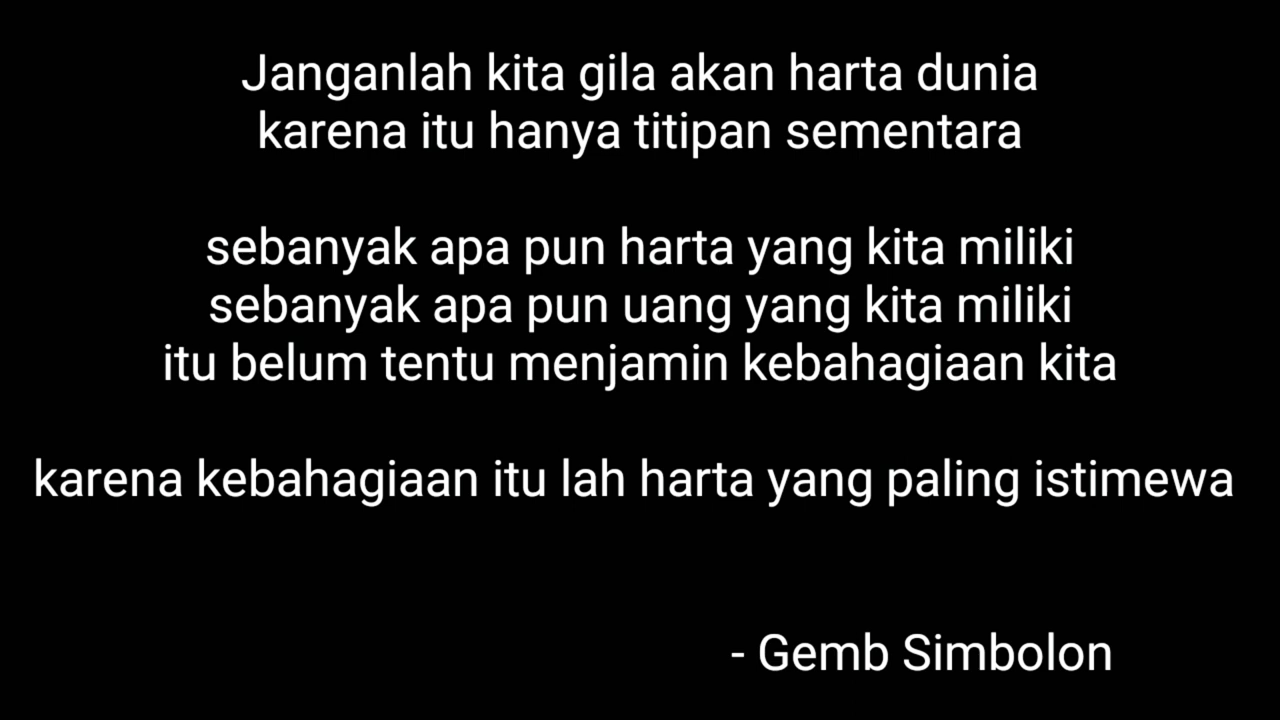 Janganlah kita gila akan harta dunia
karena itu hanya titipan sementara
sebanyak apa pun harta yang kita miliki
sebanyak apa pun uang yang kita miliki
itu belum tentu menjamin kebahagiaan kita
karena kebahagiaan itu lah harta yang paling istimewa
- Gemb Simbolon